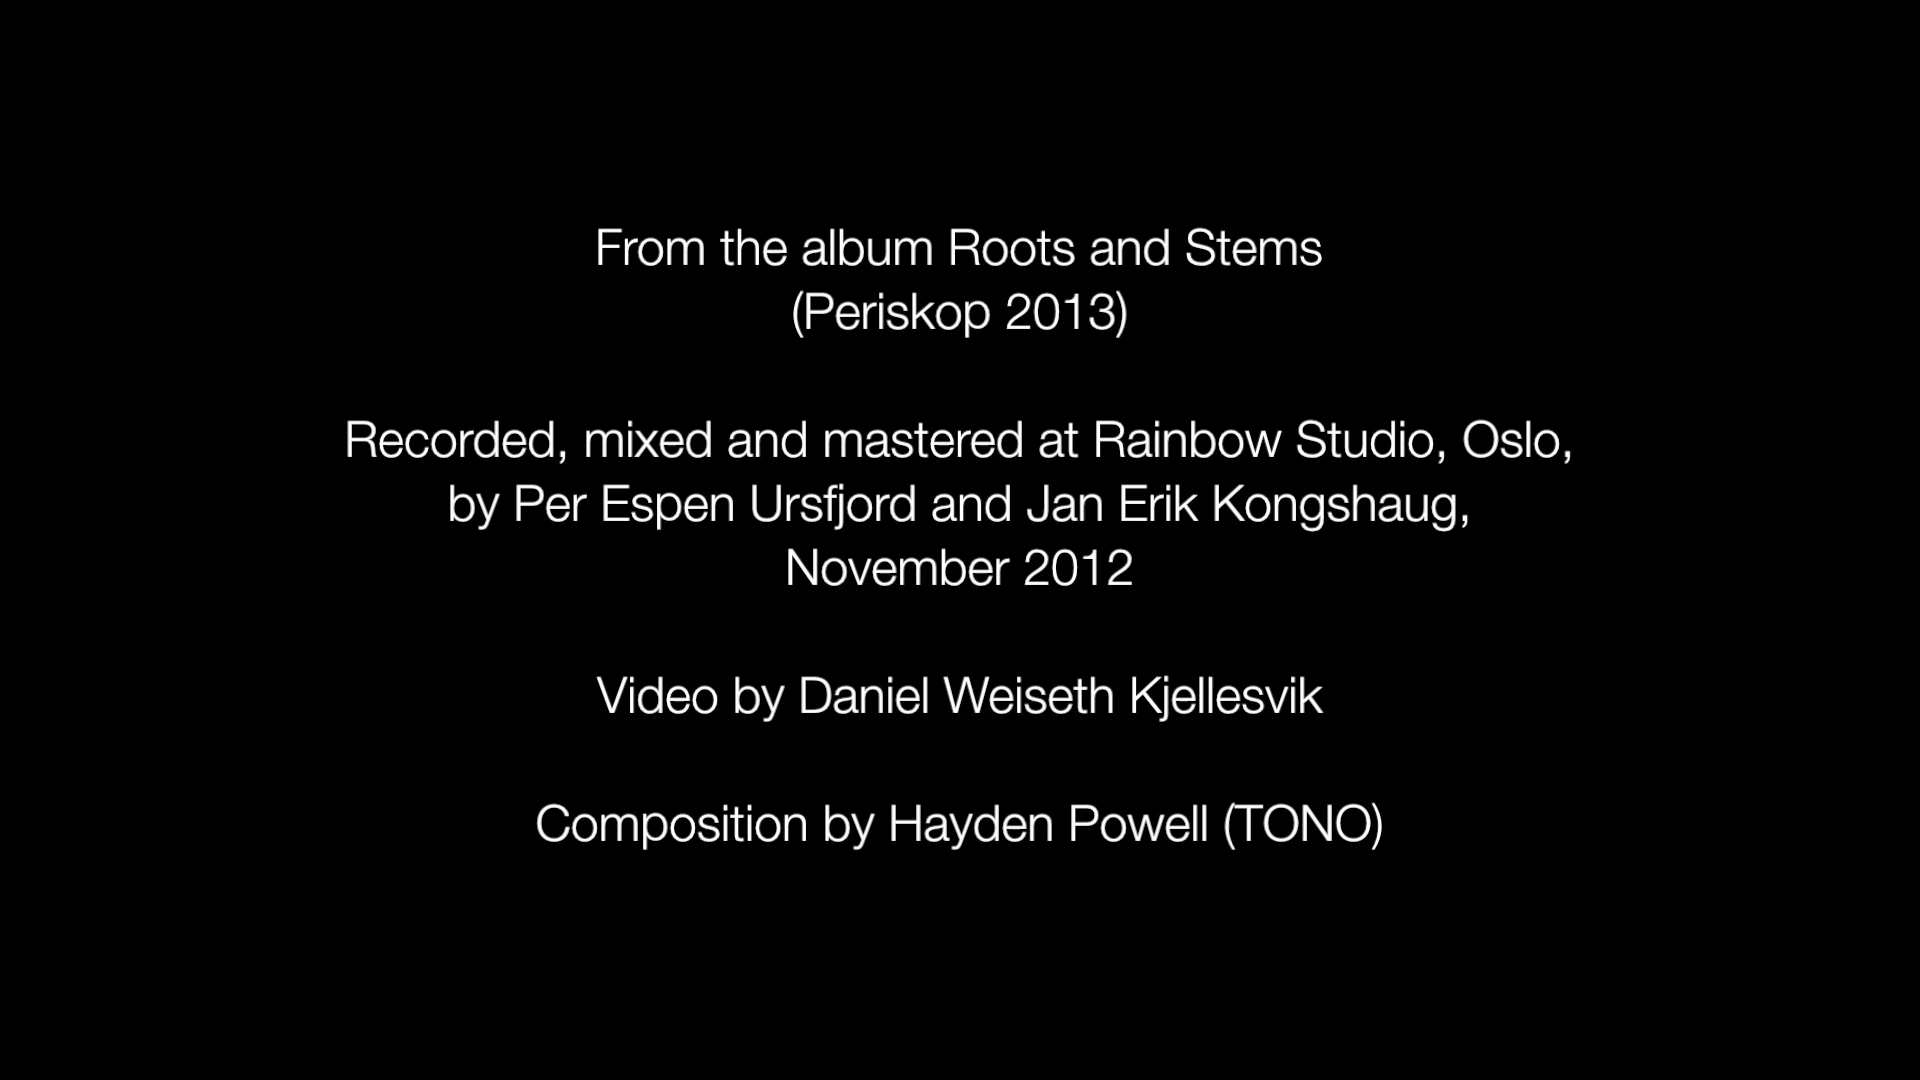 From the album Roots and Stems
(Periskop 2013)
Recorded, mixed and mastered at Rainbow Studio, Oslo,
by Per Espen Ursfjord and Jan Erik Kongshaug,
November 2012
Video by Daniel Weiseth Kjellesvik
Composition by Hayden Powell (TONO)